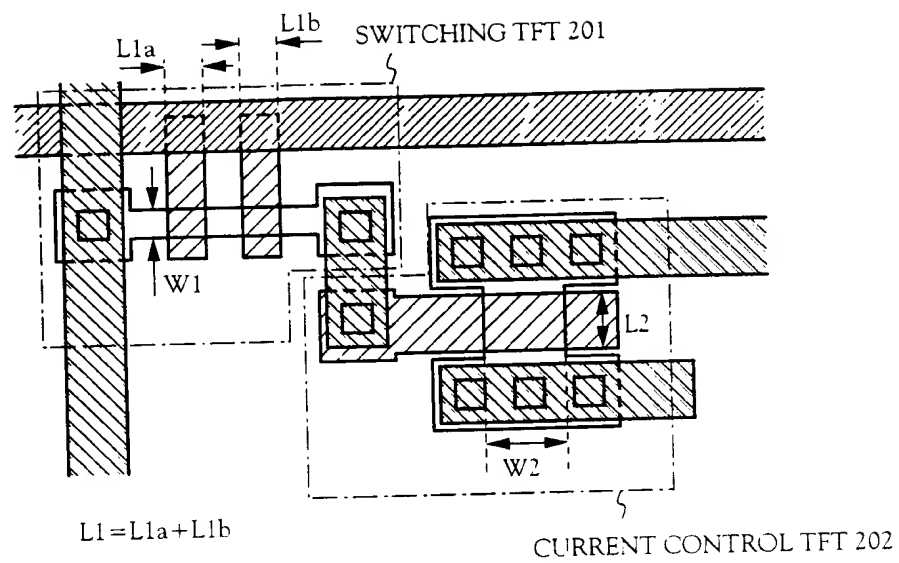 L1b
SWITCHING TFT 201
L1a
W1
L2
W2
L1=L1a+L1b
CURRENT CONTROL TFT 202